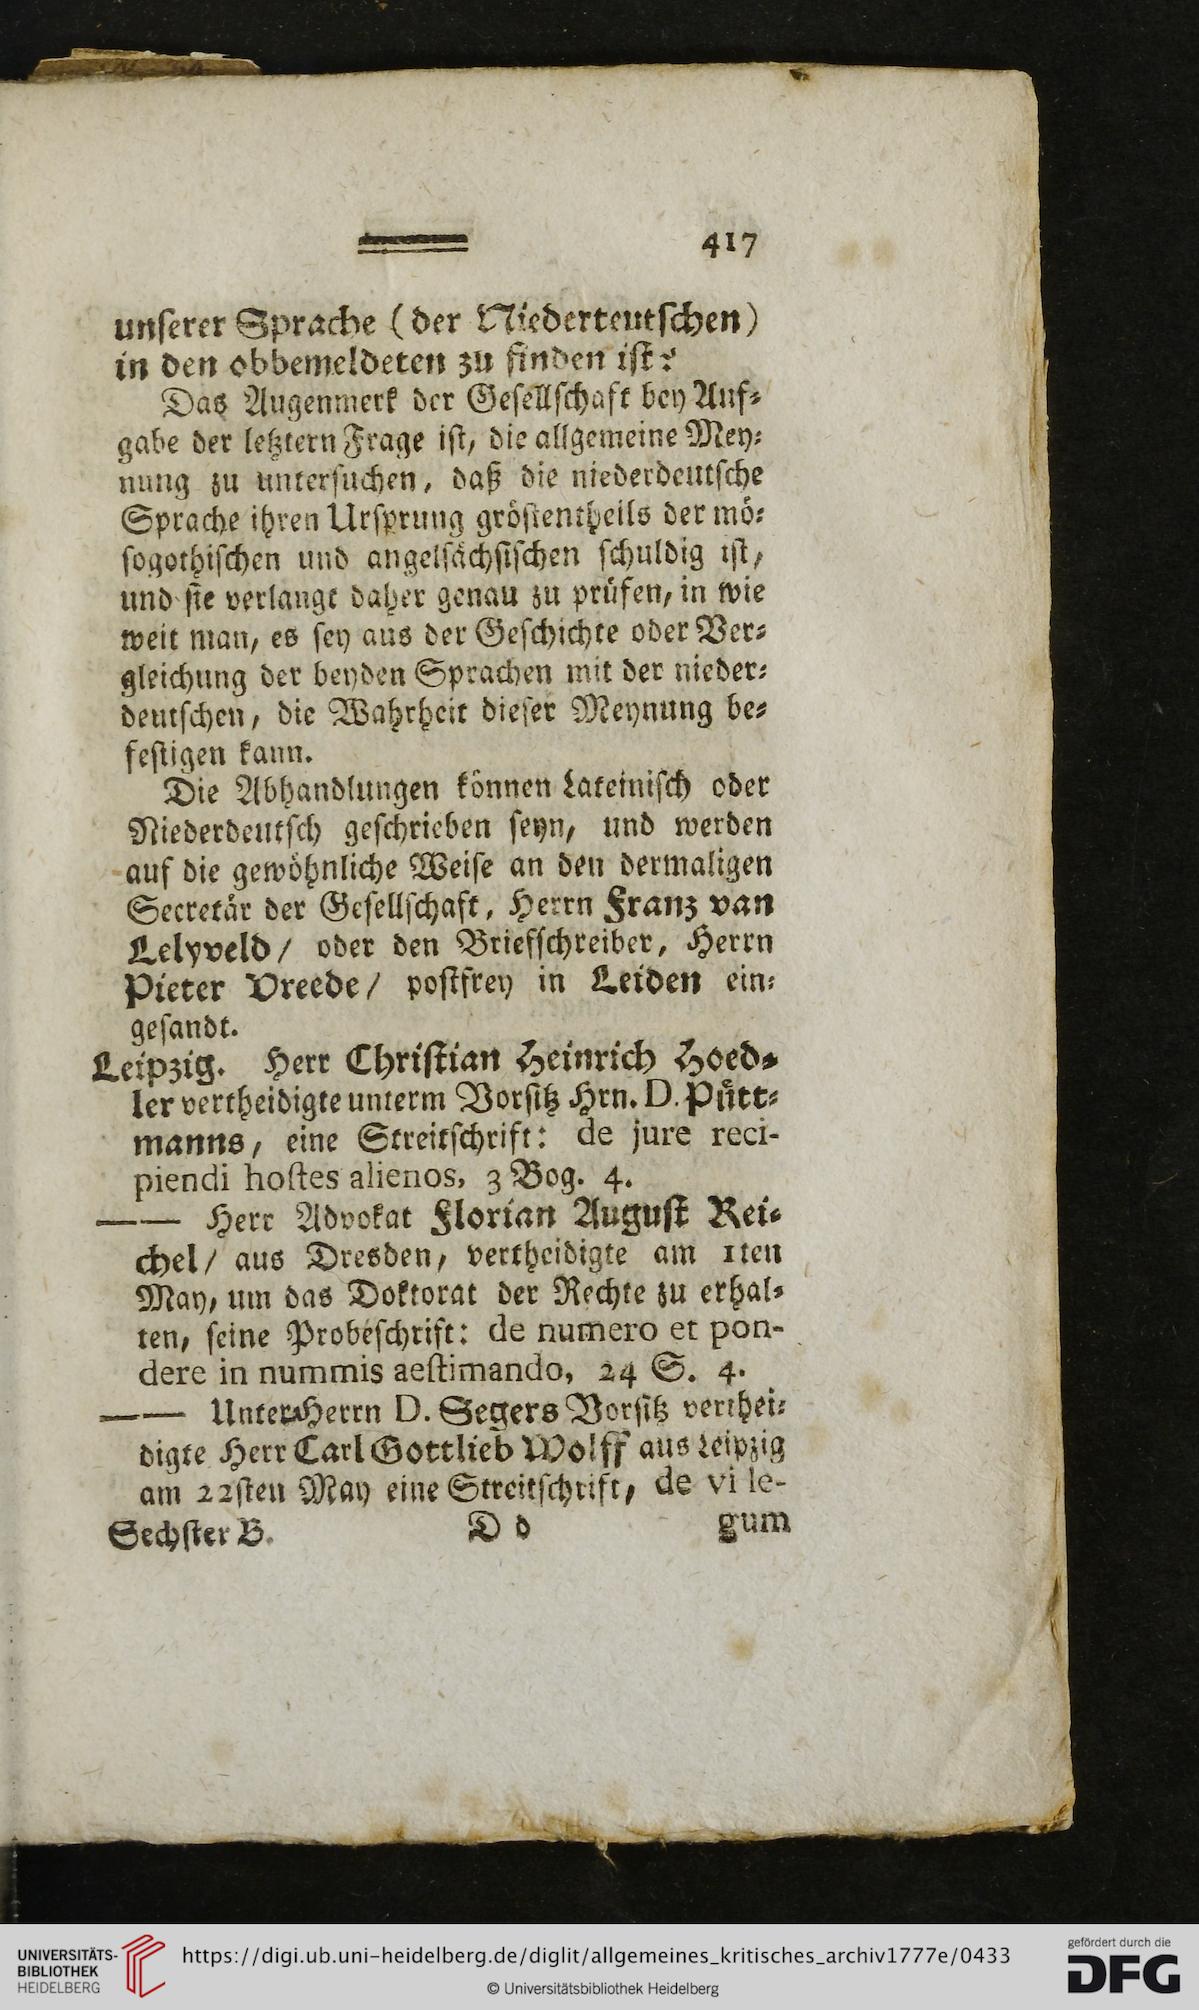 417
unserer Sprache (der Niederteutschen)
in den obbemeldeten zu finden ist?
Das Augenmerk der Gesellschaft bey Auf-
gabe der letztern Frage ist, die allgemeine Mey-
nung zu untersuchen, daß die niederdeutsche
Sprache ihren Ursprung gröstentheils der mö-
sogothischen und angelsächsischen schuldig ist,
und sie verlangt daher genau zu prüfen, in wie
weit man, es sey aus der Geschichte oder Ver-
gleichung der beyden Sprachen mit der nieder-
deutschen, die Wahrheit dieser Meynung be-
festigen kann.
Die Abhandlungen können Lateinisch oder
Niederdeutsch geschrieben seyn, und werden
auf die gewöhnliche Weise an den dermaligen
Secretär der Gesellschaft, Herrn Franz van
Lelyveld/ oder den Briefschreiber, Herrn
Pieter Vreede/ postfrey in Leiden ein-
gesandt.
Leipzig. Herr Christian Heinrich Hoed-
ler vertheidigte unterm Vorsitz Hrn. D. Pütt-
manns, eine Streitschrift: de jure reci-
piendi hostes alienos, 3 Bog. 4.
—— Herr Advokat Florian August Rei-
chel/ aus Dresden, vertheidigte am 1ten
May, um das Doktorat der Rechte zu erhal-
ten, seine Probeschrift: de numero et pon-
dere in nummis aestimando, 24 S. 4.
—— Unter Herrn D. Segers Vorsitz verthei-
digte Herr Carl Gottlieb Wolff aus Leipzig
am 22sten May eine Streitschrift, de vi le-
Sechster B. D d gum
UNIVERSITÄTS-
BIBLIOTHEK
HEIDELBERG
https://digi.ub.uni-heidelberg.de/diglit/allgemeines_kritisches_archiv1777e/0433
© Universitätsbibliothek Heidelberg
gefördert durch die
DFG